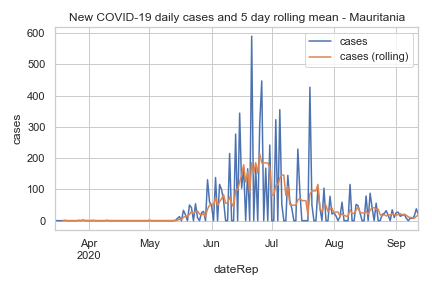 New COVID-19 daily cases and 5 day rolling mean - Mauritania
cases
cases (rolling)
600
500
400
300
200
100
0
cases
Apr
2020
May
Jun
Jul
Aug
Sep
dateRep